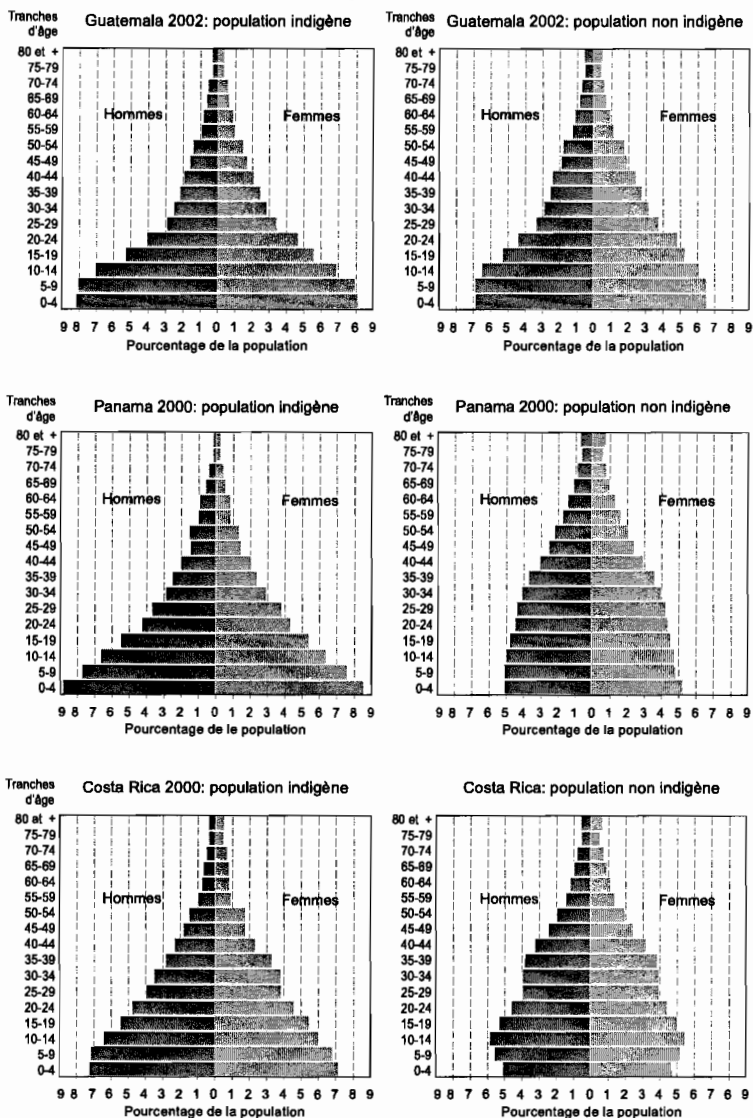 Tranches d'âge
Guatemala 2002: population indigène
80 et +
75-79
70-74
65-69
60-64
55-59
50-54
45-49
40-44
35-39
30-34
25-29
20-24
15-19
10-14
5-9
0-4
Hommes
Femmes
9 8 7 6 5 4 3 2 1 0 1 2 3 4 5 6 7 8 9
Pourcentage de la population
Tranches d'âge
Guatemala 2002: population non indigène
80 et +
75-79
70-74
65-69
60-64
55-59
50-54
45-49
40-44
35-39
30-34
25-29
20-24
15-19
10-14
5-9
0-4
Hommes
Femmes
9 8 7 6 5 4 3 2 1 0 1 2 3 4 5 6 7 8 9
Pourcentage de la population
Tranches d'âge
Panama 2000: population indigène
80 et +
75-79
70-74
65-69
60-64
55-59
50-54
45-49
40-44
35-39
30-34
25-29
20-24
15-19
10-14
5-9
0-4
Hommes
Femmes
9 8 7 6 5 4 3 2 1 0 1 2 3 4 5 6 7 8 9
Pourcentage de le population
Tranches d'âge
Panama 2000: population non indigène
80 et +
75-79
70-74
65-69
60-64
55-59
50-54
45-49
40-44
35-39
30-34
25-29
20-24
15-19
10-14
5-9
0-4
Hommes
Femmes
9 8 7 6 5 4 3 2 1 0 1 2 3 4 5 6 7 8 9
Pourcentage de la population
Tranches d'âge
Costa Rica 2000: population indigène
80 et +
75-79
70-74
65-69
60-64
55-59
50-54
45-49
40-44
35-39
30-34
25-29
20-24
15-19
10-14
5-9
0-4
Hommes
Femmes
9 8 7 6 5 4 3 2 1 0 1 2 3 4 5 6 7 8 9
Pourcentage de la population
Tranches d'âge
Costa Rica: population non indigène
80 et +
75-79
70-74
65-69
60-64
55-59
50-54
45-49
40-44
35-39
30-34
25-29
20-24
15-19
10-14
5-9
0-4
Hommes
Femmes
9 8 7 6 5 4 3 2 1 0 1 2 3 4 5 6 7 8 9
Pourcentage de la population